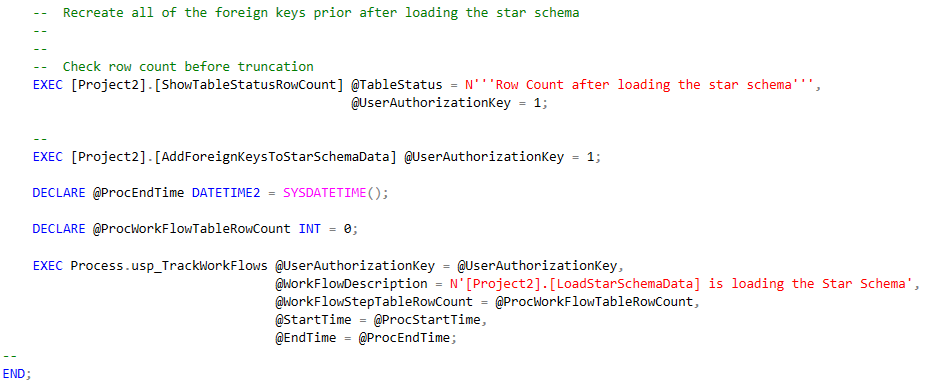 --  Recreate all of the foreign keys prior after loading the star schema
--
--
--  Check row count before truncation
EXEC [Project2].[ShowTableStatusRowCount] @TableStatus = N'''Row Count after loading the star schema''',
@UserAuthorizationKey = 1;
--
EXEC [Project2].[AddForeignKeysToStarSchemaData] @UserAuthorizationKey = 1;
DECLARE @ProcEndTime DATETIME2 = SYSDATETIME();
DECLARE @ProcWorkFlowTableRowCount INT = 0;
EXEC Process.usp_TrackWorkFlows @UserAuthorizationKey = @UserAuthorizationKey,
@WorkFlowDescription = N'[Project2].[LoadStarSchemaData] is loading the Star Schema',
@WorkFlowStepTableRowCount = @ProcWorkFlowTableRowCount,
@StartTime = @ProcStartTime,
@EndTime = @ProcEndTime;
--
END;